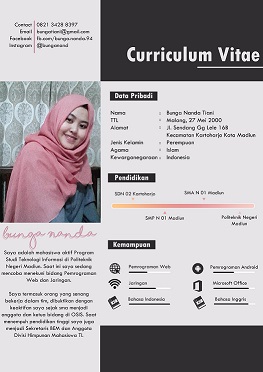 Contact 0821 3428 8397
Email bungatiani@gmail.com
Facebook fb.com/bunga.nanda.94
Instagram @bunganand
Curriculum Vitae
Data Pribadi
Nama : Bunga Nanda Tiani
TTL : Malang, 27 Mei 2000
Alamat : Jl. Sendang Gg Lele 168
Kecamatan Kartoharjo Kota Madiun
Jenis Kelamin : Perempuan
Agama : Islam
Kewarganegaraan : Indonesia
Pendidikan
SDN 02 Kartoharjo
SMA N 01 Madiun
SMP N 01 Madiun
Politeknik Negeri
Madiun
bunga nanda
Saya adalah mahasiswa aktif Program
Studi Teknologi Informasi di Politeknik
Negeri Madiun. Saat ini saya sedang
mencoba menekuni bidang Pemrograman
Web dan Jaringan.
Saya termasuk orang yang senang
bekerja dalam tim, dibuktikan dengan
keaktifan saya sejak sma menjadi
anggota dan ketua bidang di OSIS. Saat
menempuh pendidikan tinggi saya juga
menjadi Sekretaris BEM dan Anggota
Divisi Himpunan Mahasiswa TI.
Kemampuan
Pemrograman Web
Pemrograman Android
Jaringan
Microsoft Office
Bahasa Indonesia
Bahasa Inggris